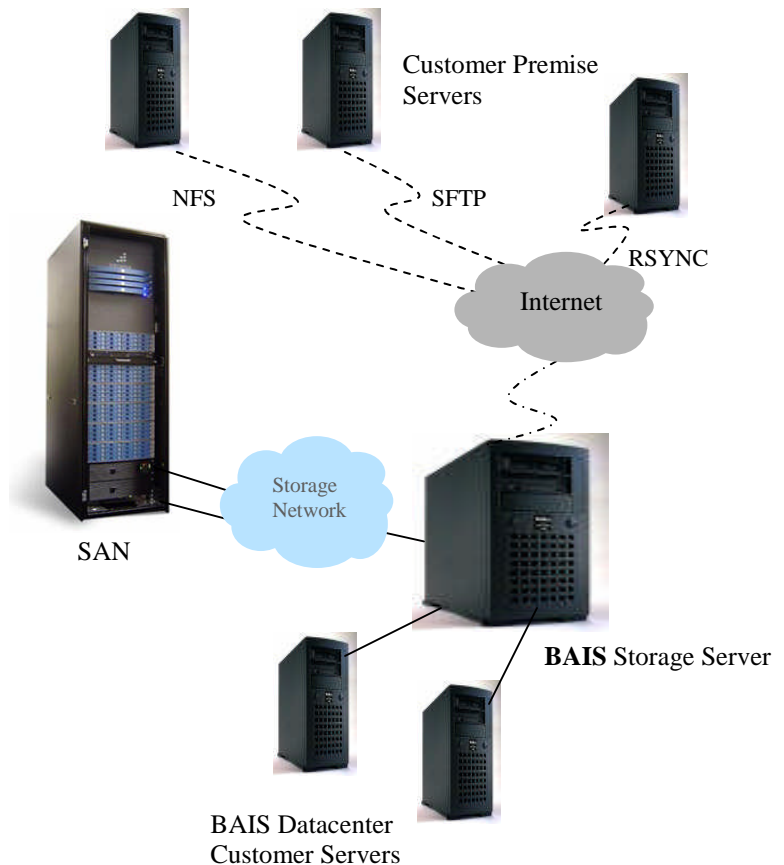 Customer Premise
Servers
NFS
SFTP
RSYNC
Internet
Storage
Network
SAN
BAIS Storage Server
BAIS Datacenter
Customer Servers